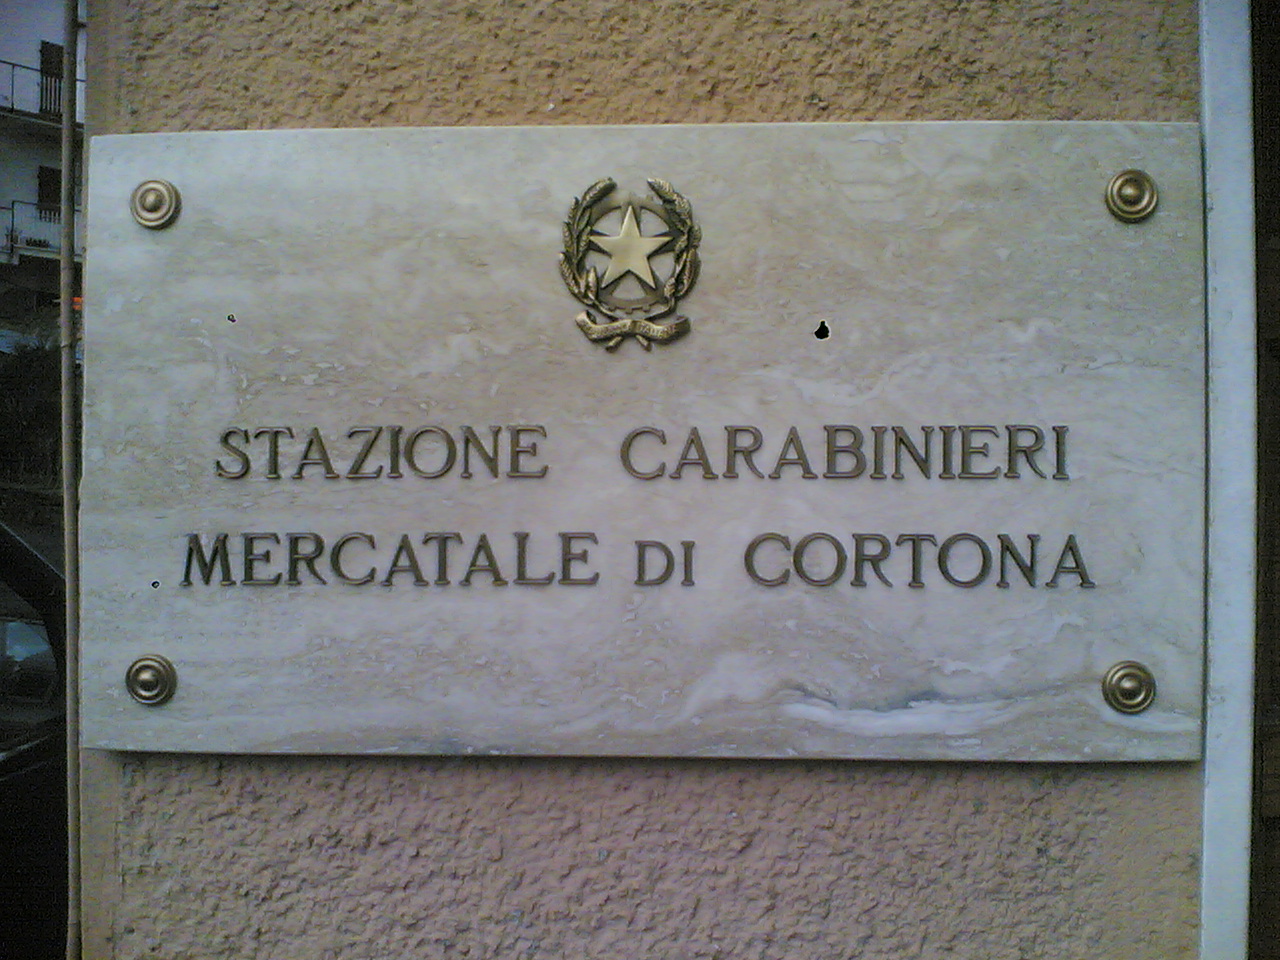 STAZIONE CARABINIERI
MERCATALE DI CORTONA